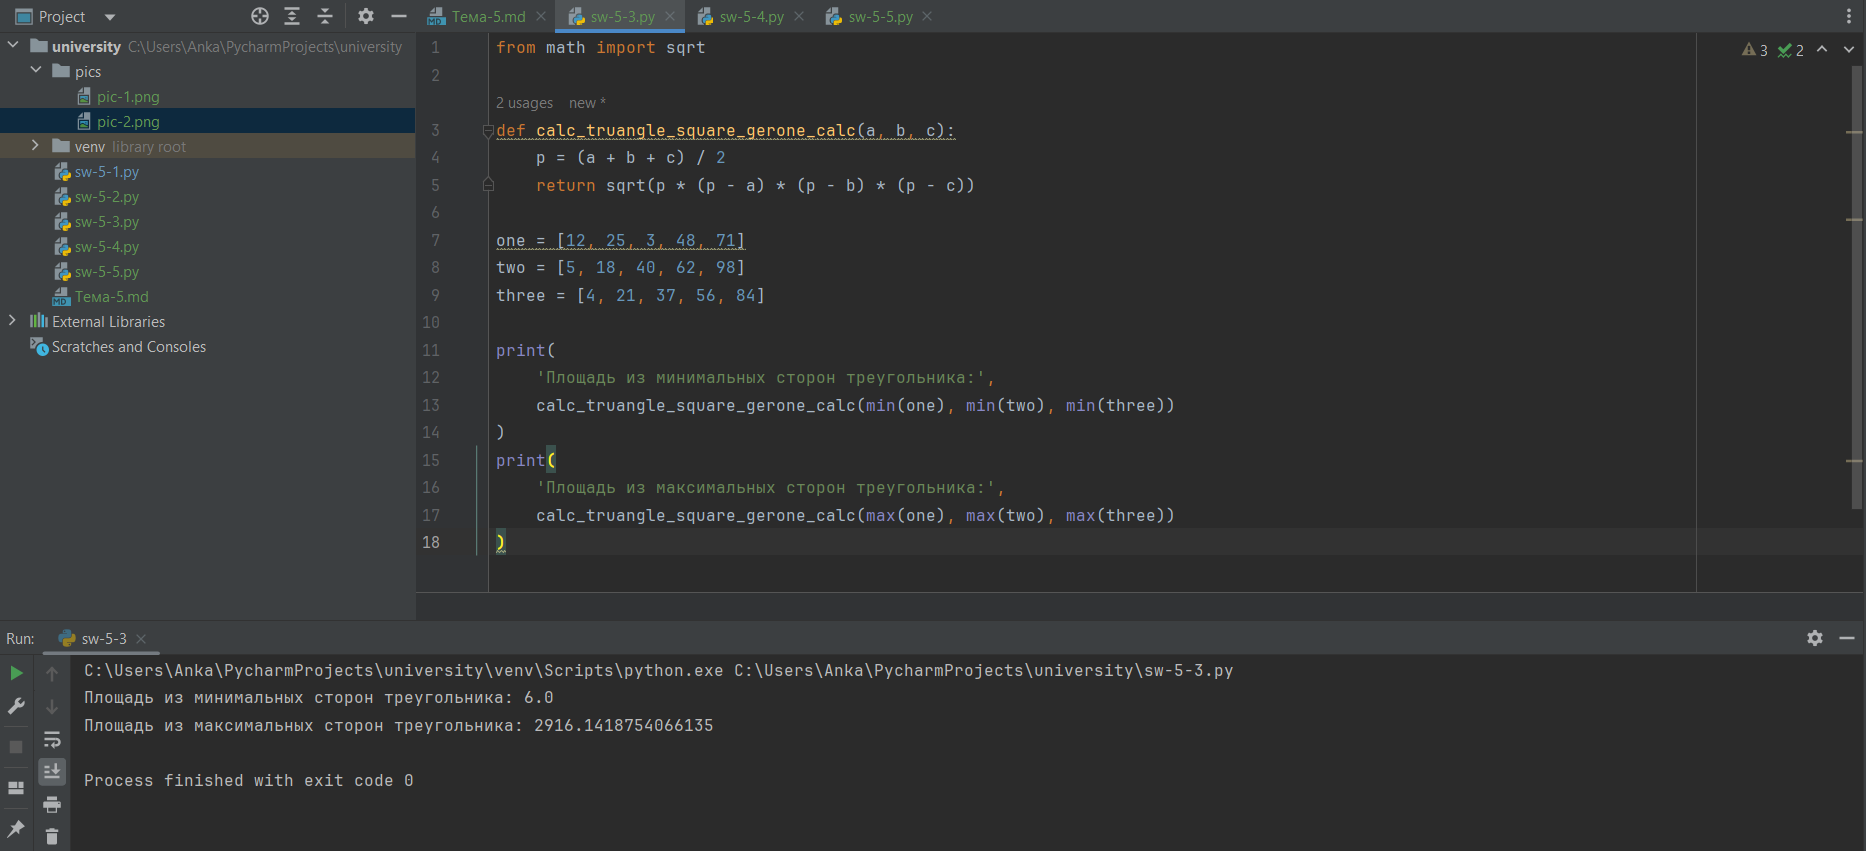 Project
university C:\Users\Anka\PycharmProjects\university
pics
pic-1.png
pic-2.png
venv library root
sw-5-1.py
sw-5-2.py
sw-5-3.py
sw-5-4.py
sw-5-5.py
Тема-5.md
External Libraries
Scratches and Consoles
Тема-5.md sw-5-3.py sw-5-4.py sw-5-5.py
3 2
1 from math import sqrt
2
2 usages new *
3 def calc_truangle_square_gerone_calc(a, b, c):
4 p = (a + b + c) / 2
5 return sqrt(p * (p - a) * (p - b) * (p - c))
6
7 one = [12, 25, 3, 48, 71]
8 two = [5, 18, 40, 62, 98]
9 three = [4, 21, 37, 56, 84]
10
11 print(
12 'Площадь из минимальных сторон треугольника:',
13 calc_truangle_square_gerone_calc(min(one), min(two), min(three))
14 )
15 print(
16 'Площадь из максимальных сторон треугольника:',
17 calc_truangle_square_gerone_calc(max(one), max(two), max(three))
18 )
Run: sw-5-3
C:\Users\Anka\PycharmProjects\university\venv\Scripts\python.exe C:\Users\Anka\PycharmProjects\university\sw-5-3.py
Площадь из минимальных сторон треугольника: 6.0
Площадь из максимальных сторон треугольника: 2916.1418754066135
Process finished with exit code 0